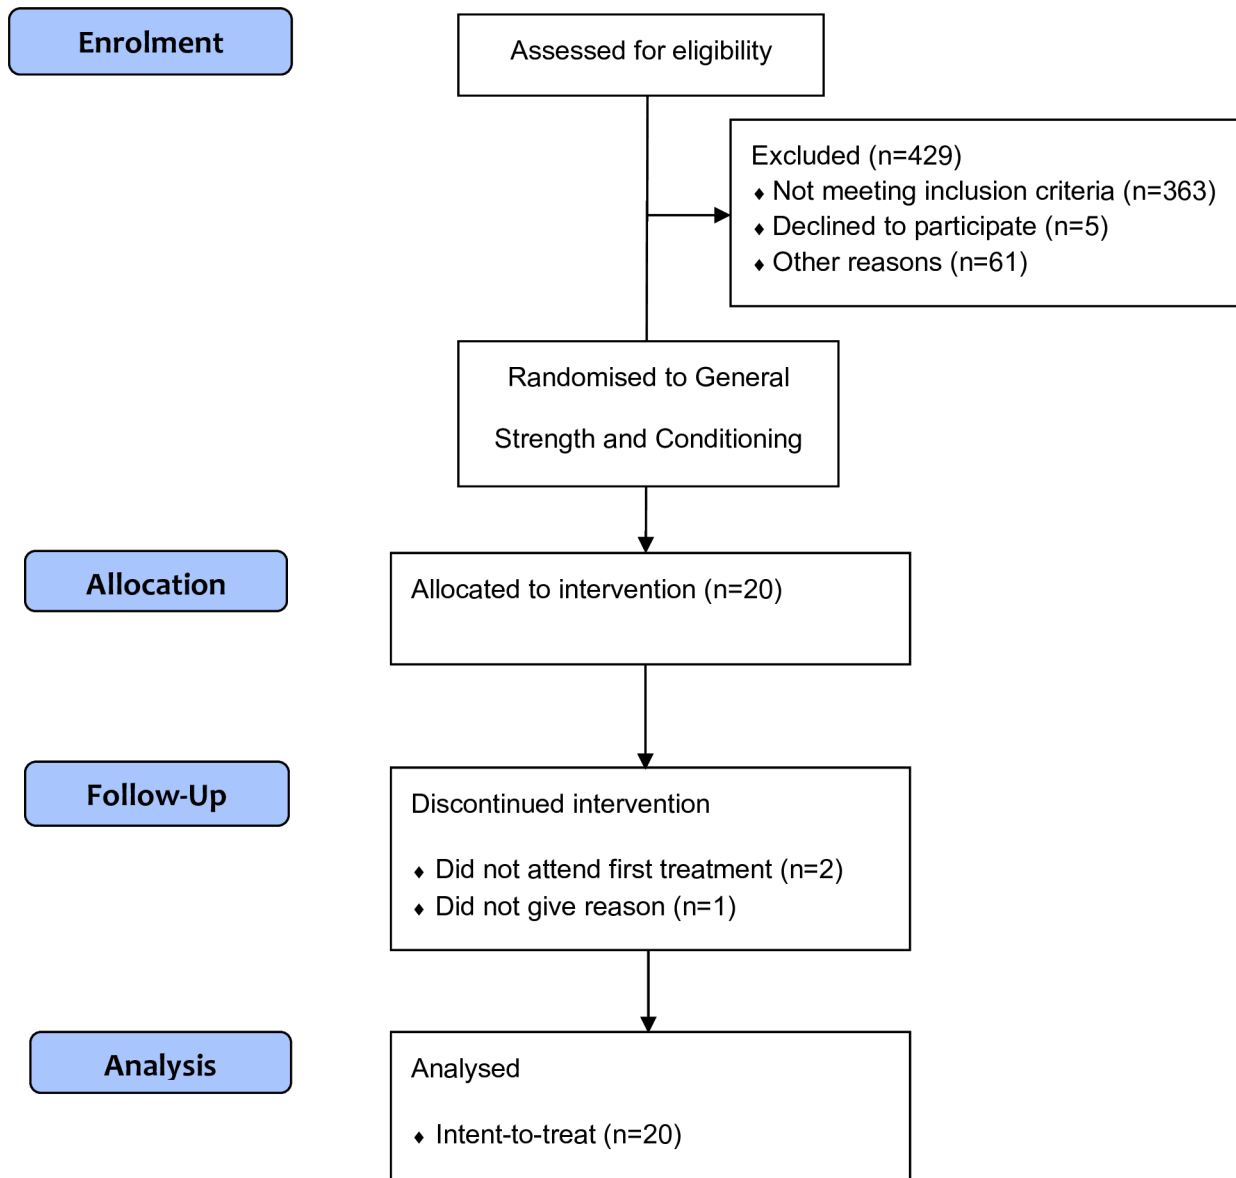 Enrolment
Assessed for eligibility
Excluded (n=429)
♦ Not meeting inclusion criteria (n=363)
♦ Declined to participate (n=5)
♦ Other reasons (n=61)
Randomised to General
Strength and Conditioning
Allocation
Allocated to intervention (n=20)
Follow-Up
Discontinued intervention
♦ Did not attend first treatment (n=2)
♦ Did not give reason (n=1)
Analysis
Analysed
♦ Intent-to-treat (n=20)